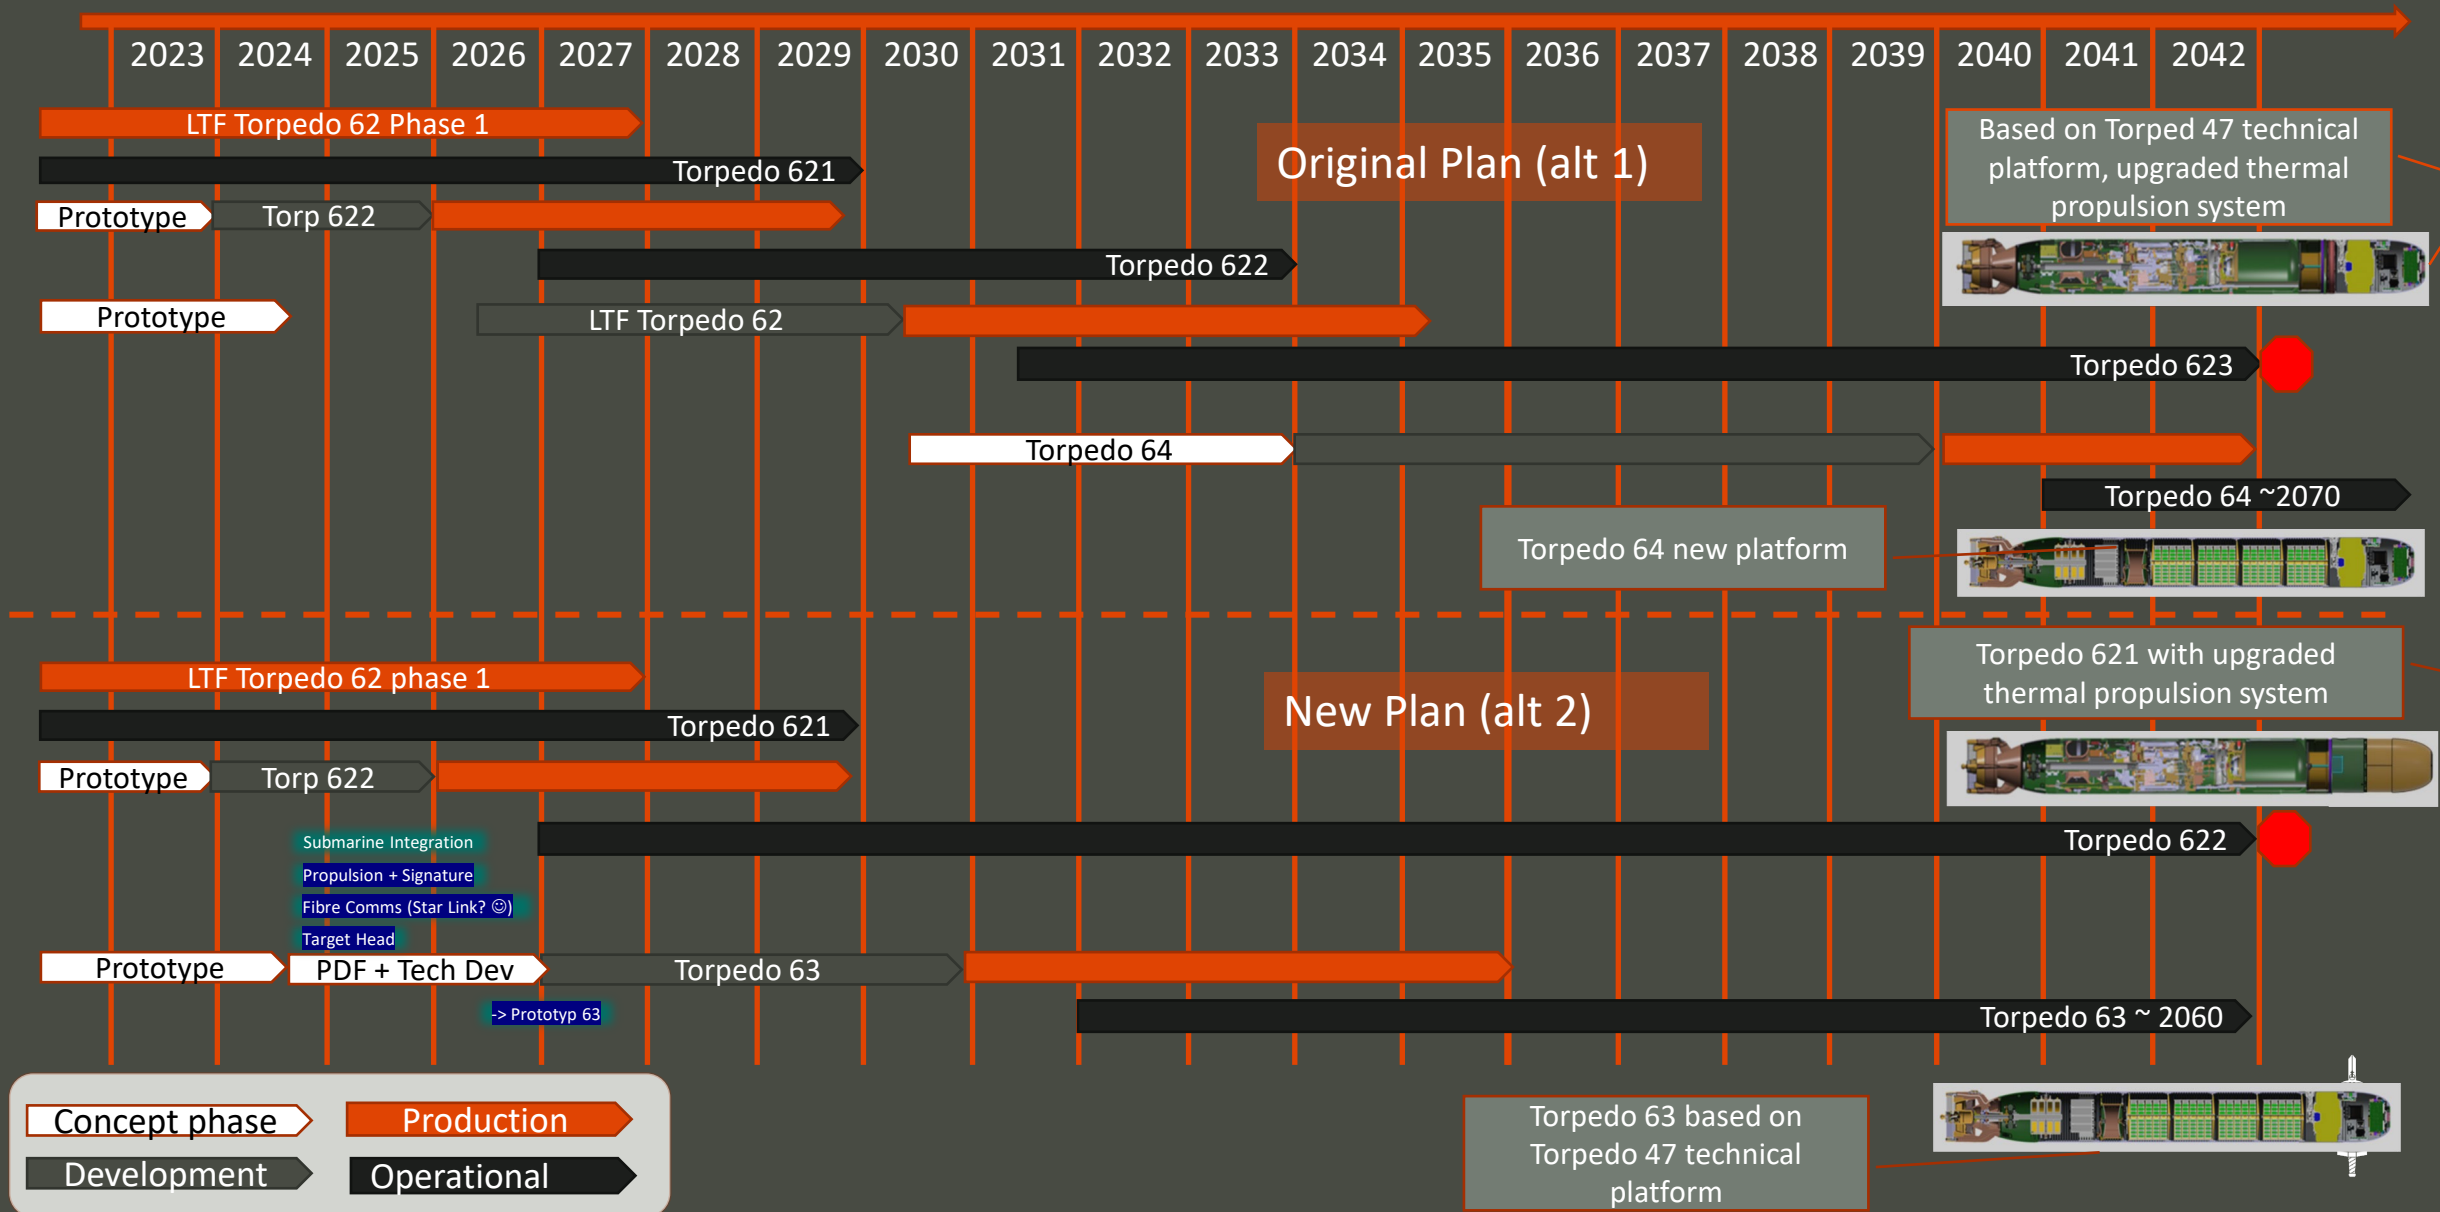 2023 2024 2025 2026 2027 2028 2029 2030 2031 2032 2033 2034 2035 2036 2037 2038 2039 2040 2041 2042
LTF Torpedo 62 Phase 1
Torpedo 621
Prototype
Torp 622
Torpedo 622
Prototype
LTF Torpedo 62
Torpedo 623
Torpedo 64
Torpedo 64 ~2070
Original Plan (alt 1)
Based on Torped 47 technical
platform, upgraded thermal
propulsion system
Torpedo 64 new platform
LTF Torpedo 62 phase 1
Torpedo 621
Prototype
Torp 622
New Plan (alt 2)
Torpedo 621 with upgraded
thermal propulsion system
Submarine Integration
Propulsion + Signature
Fibre Comms (Star Link? ☺)
Target Head
Torpedo 622
Prototype
PDF + Tech Dev
Torpedo 63
-> Prototyp 63
Torpedo 63 ~ 2060
Concept phase
Production
Development
Operational
Torpedo 63 based on
Torpedo 47 technical
platform